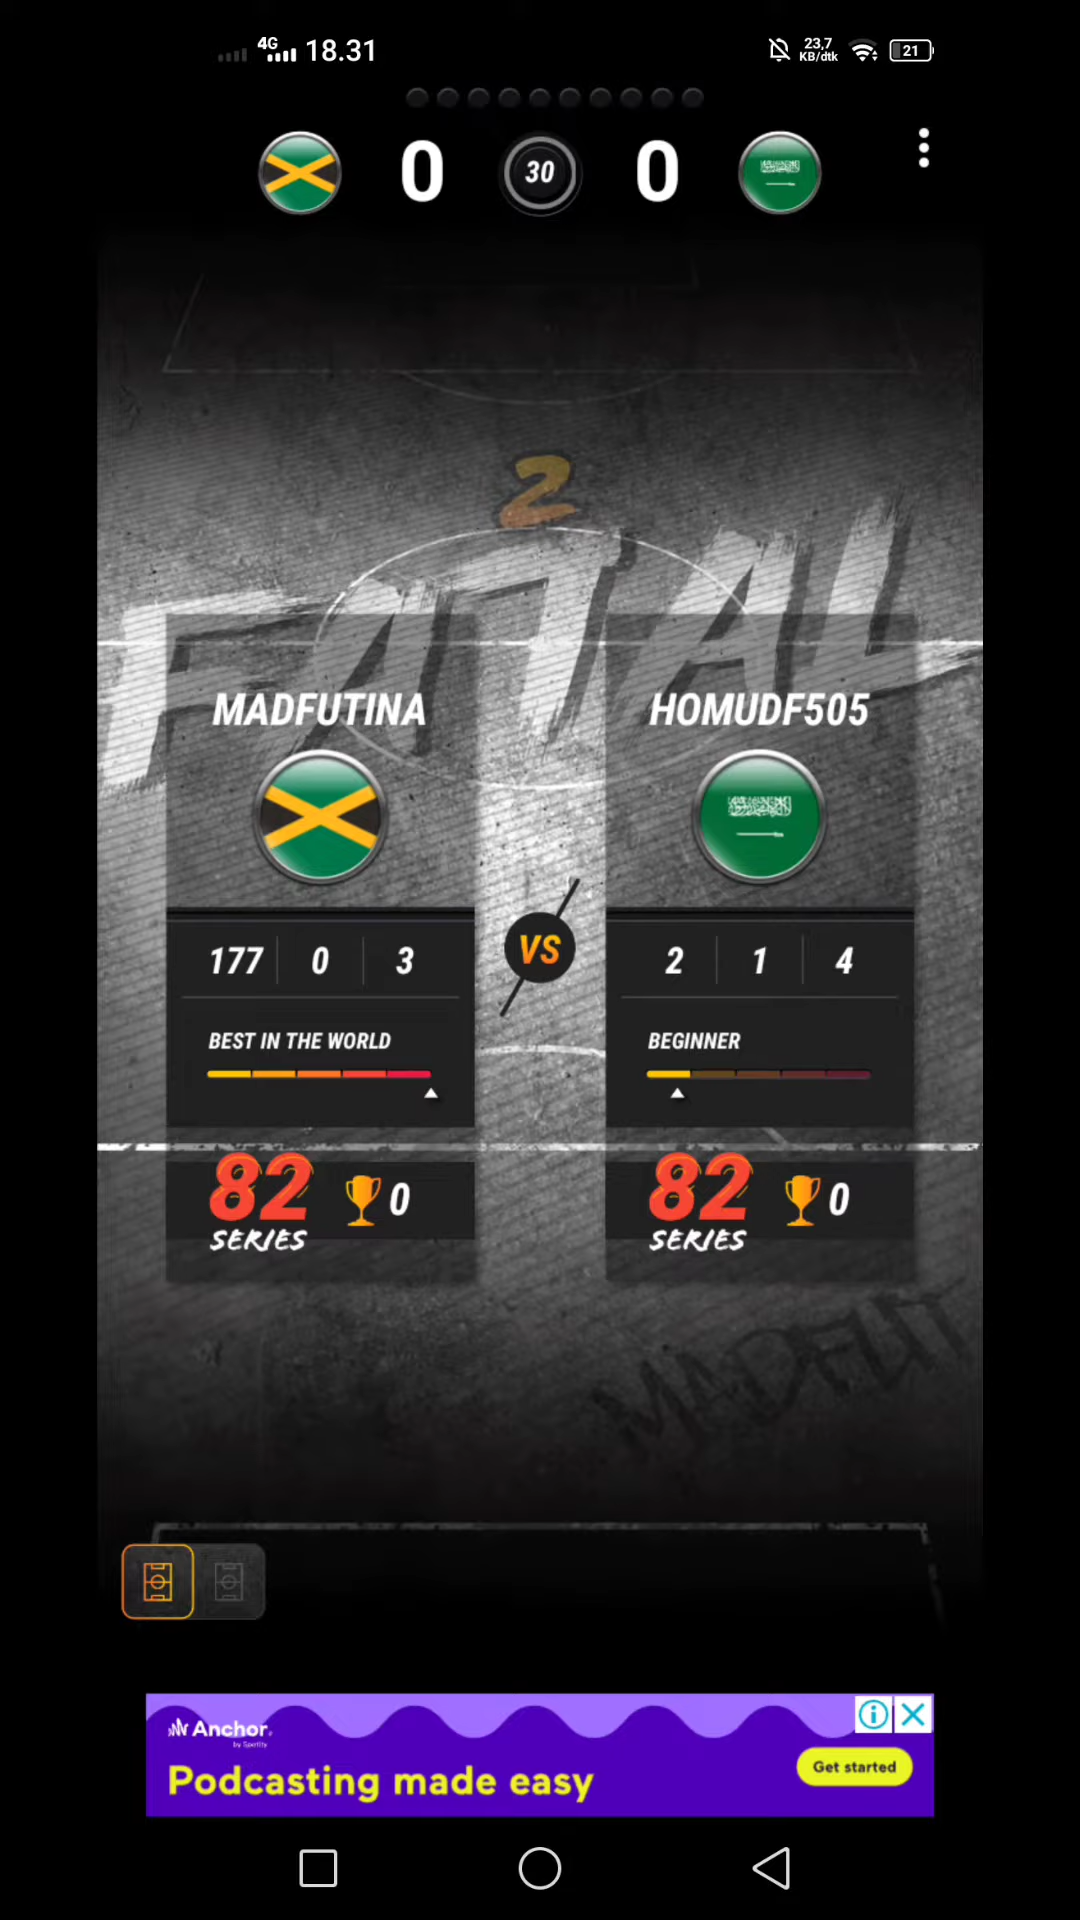 4G 18.31 23,7 KB/dtk 21
0 30 0
2
FATAL
MADFUTINA HOMUDF505
177 0 3 VS 2 1 4
BEST IN THE WORLD BEGINNER
82 0 82 0
SERIES SERIES
MADFUT
Anchor
by Spotify
Podcasting made easy
Get started